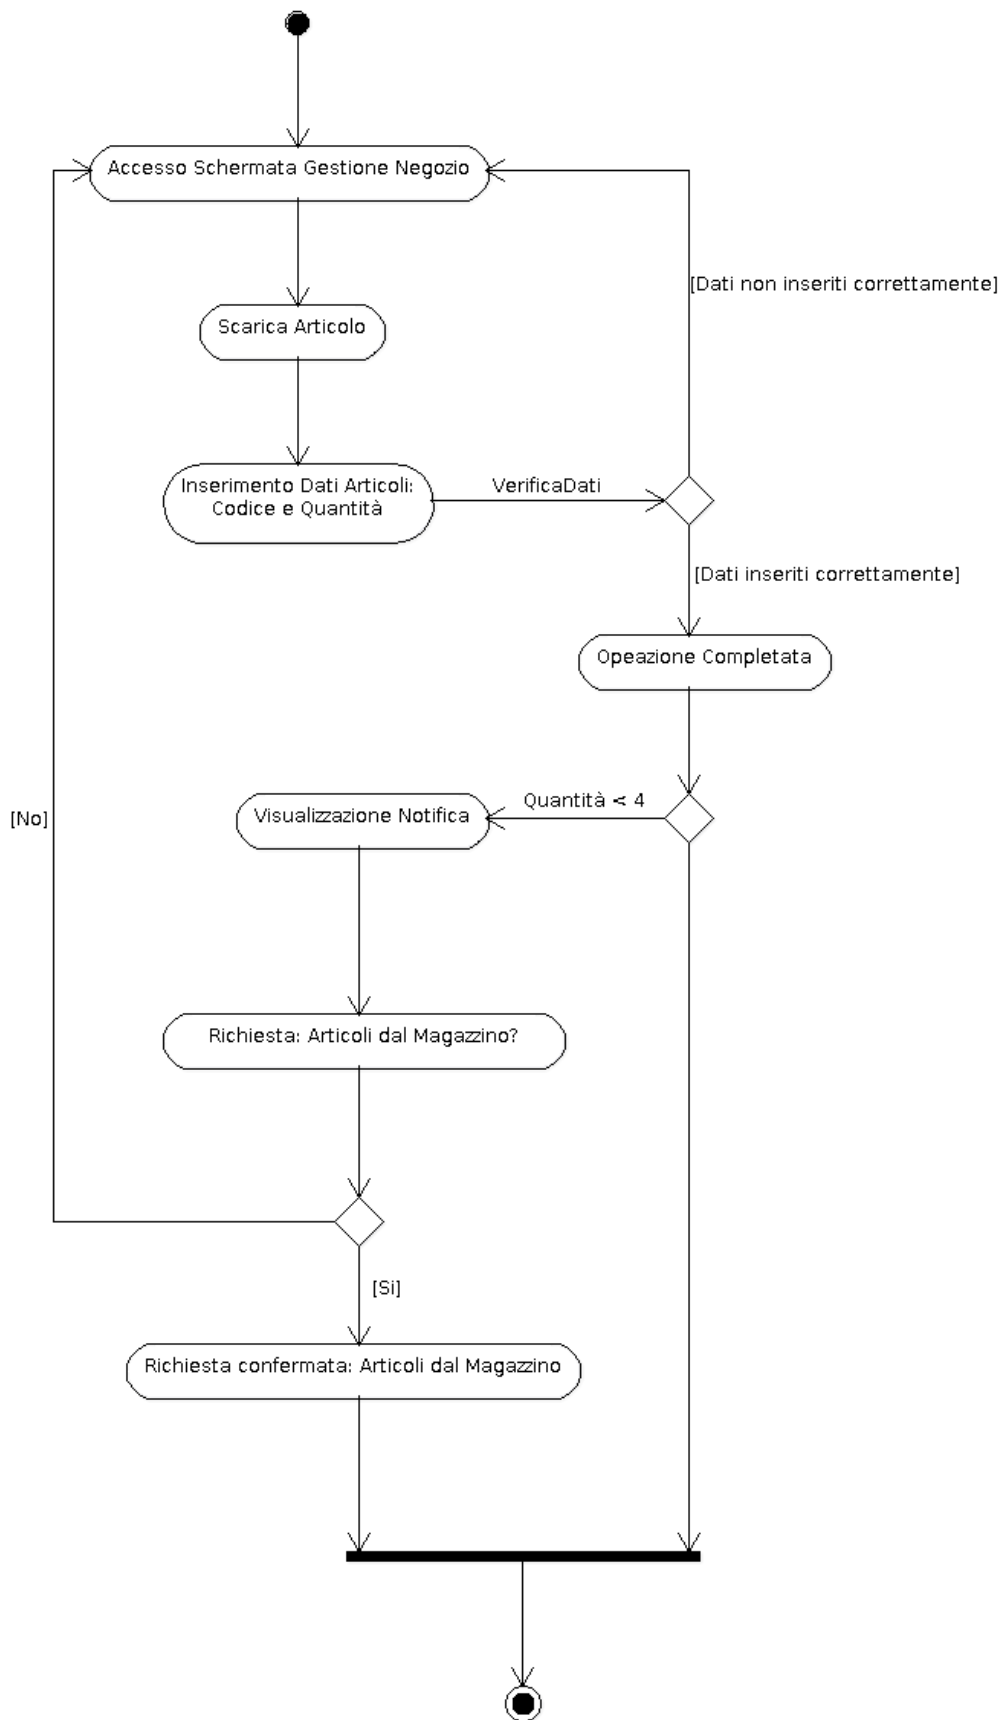 Accesso Schermata Gestione Negozio
[Dati non inseriti correttamente]
Scarica Articolo
Inserimento Dati Articoli:
Codice e Quantità
VerificaDati
[Dati inseriti correttamente]
Opeazione Completata
Quantità < 4
Visualizzazione Notifica
[No]
Richiesta: Articoli dal Magazzino?
[Si]
Richiesta confermata: Articoli dal Magazzino